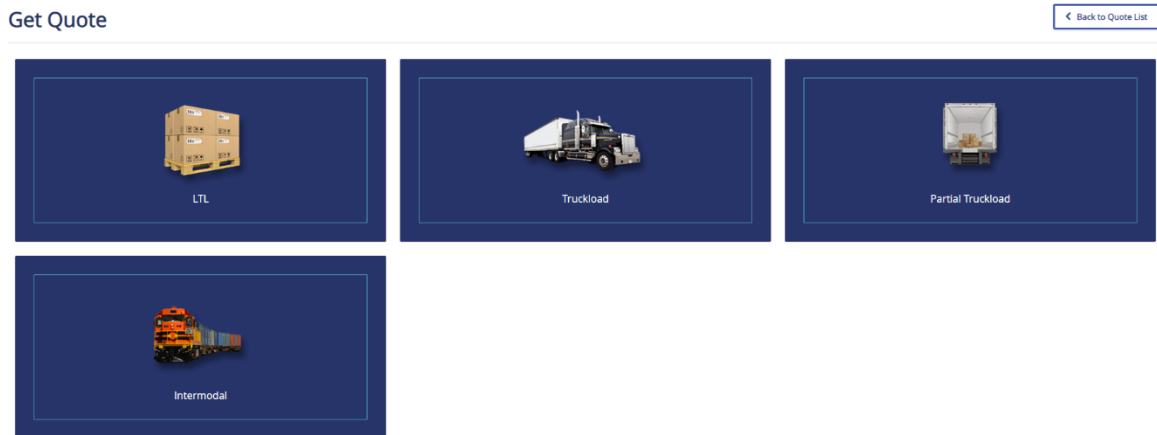 Get Quote
Back to Quote List
LTL
Truckload
Partial Truckload
Intermodal